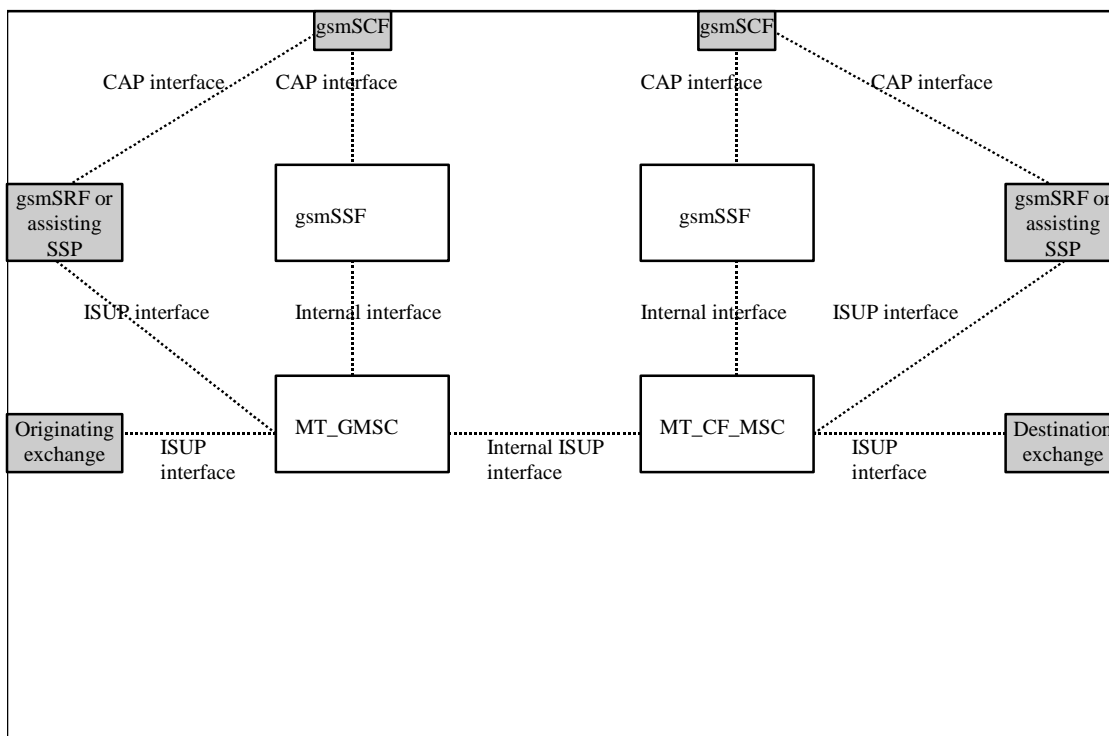 gsmSCF
gsmSCF
CAP interface
CAP interface
CAP interface
CAP interface
gsmSRF or
assisting
SSP
gsmSSF
gsmSSF
gsmSRF or
assisting
SSP
ISUP interface
Internal interface
Internal interface
ISUP interface
Originating
exchange
MT_GMSC
MT_CF_MSC
Destination
exchange
ISUP
interface
Internal ISUP
interface
ISUP
interface